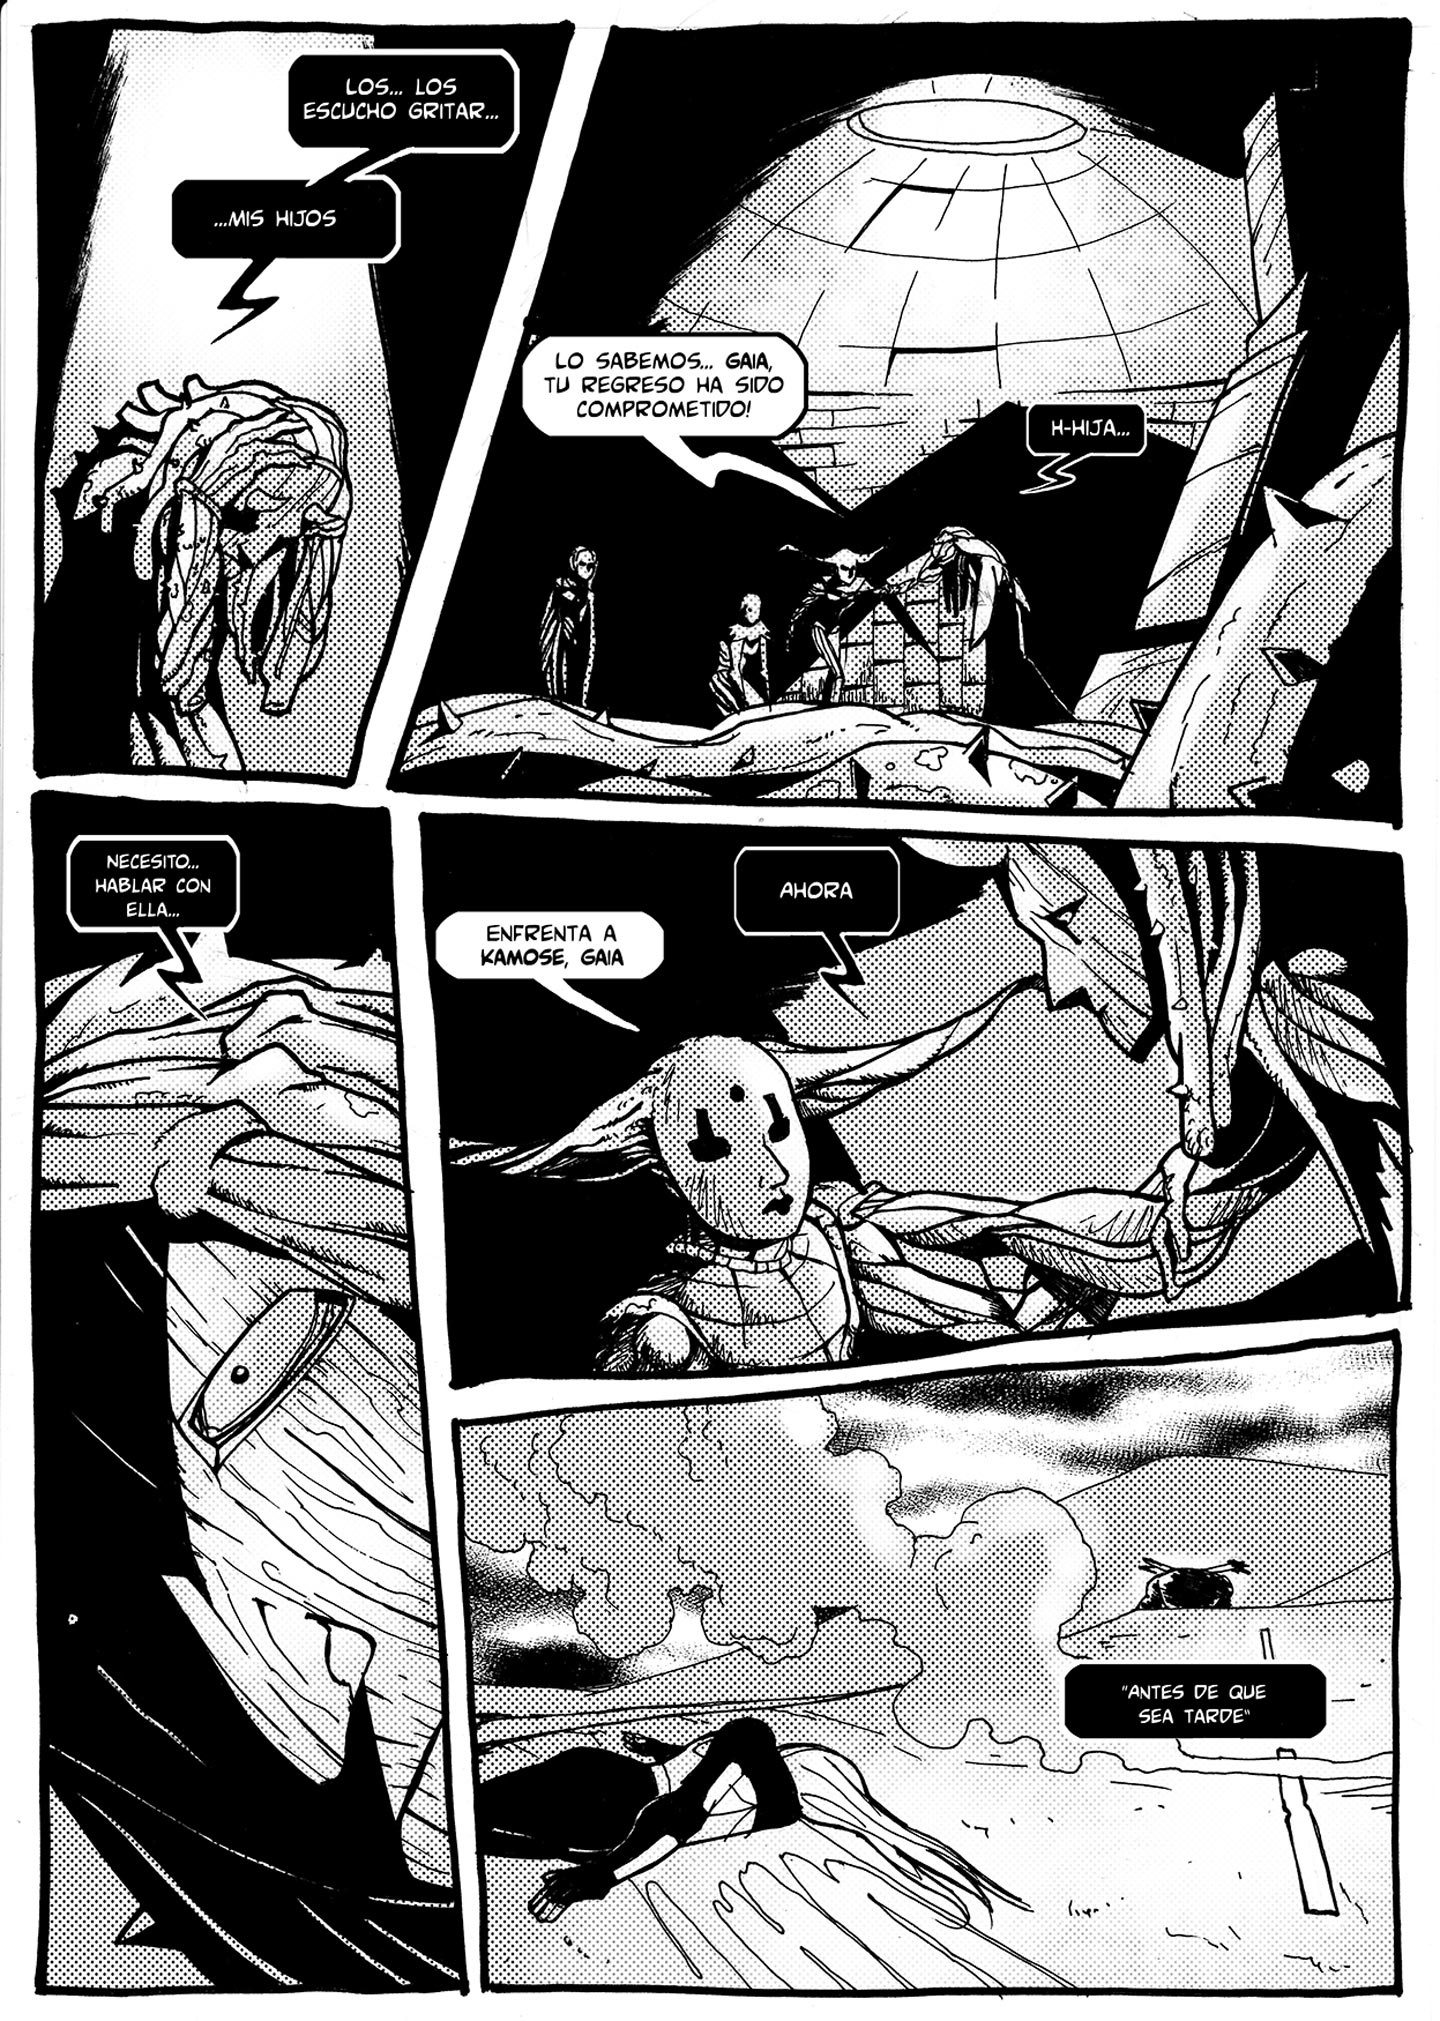 LOS... LOS
ESCUCHO GRITAR...
...MIS HIJOS
LO SABEMOS... GAIA,
TU REGRESO HA SIDO
COMPROMETIDO!
H-HIJA...
NECESITO...
HABLAR CON
ELLA...
ENFRENTA A
KAMOSE, GAIA
AHORA
"ANTES DE QUE
SEA TARDE"